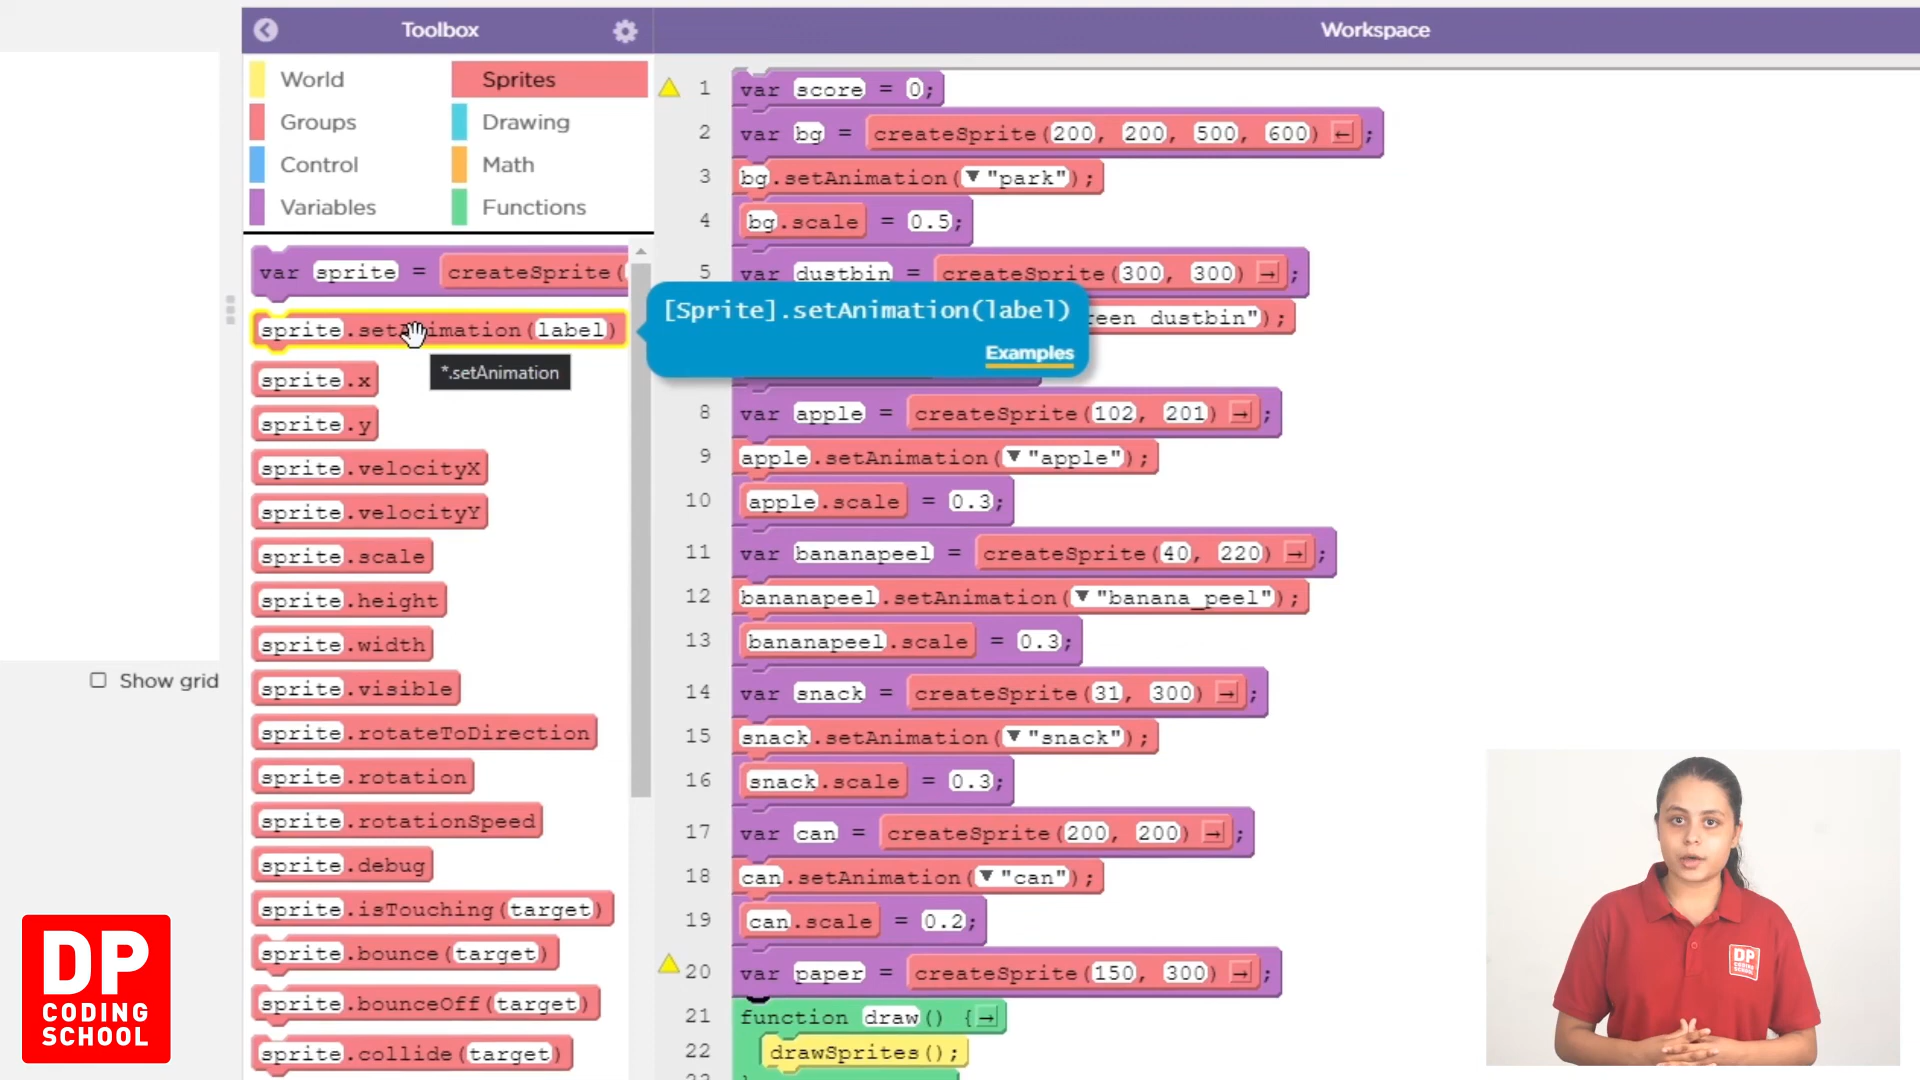 Toolbox
Workspace
World
Sprites
Groups
Drawing
Control
Math
Variables
Functions
var sprite = createSprite(
sprite.setAnimation(label)
*.setAnimation
[Sprite].setAnimation(label)
Examples
sprite.x
sprite.y
sprite.velocityX
sprite.velocityY
sprite.scale
sprite.height
sprite.width
sprite.visible
sprite.rotateToDirection
sprite.rotation
sprite.rotationSpeed
sprite.debug
sprite.isTouching(target)
sprite.bounce(target)
sprite.bounceOff(target)
sprite.collide(target)
Show grid
1 var score = 0;
2 var bg = createSprite(200, 200, 500, 600) ← ;
3 bg.setAnimation(▼"park");
4 bg.scale = 0.5;
5 var dustbin = createSprite(300, 300) → ;
reen dustbin");
8 var apple = createSprite(102, 201) → ;
9 apple.setAnimation(▼"apple");
10 apple.scale = 0.3;
11 var bananapeel = createSprite(40, 220) → ;
12 bananapeel.setAnimation(▼"banana_peel");
13 bananapeel.scale = 0.3;
14 var snack = createSprite(31, 300) → ;
15 snack.setAnimation(▼"snack");
16 snack.scale = 0.3;
17 var can = createSprite(200, 200) → ;
18 can.setAnimation(▼"can");
19 can.scale = 0.2;
20 var paper = createSprite(150, 300) → ;
21 function draw() {→
22 drawSprites();
DP
CODING
SCHOOL
DP